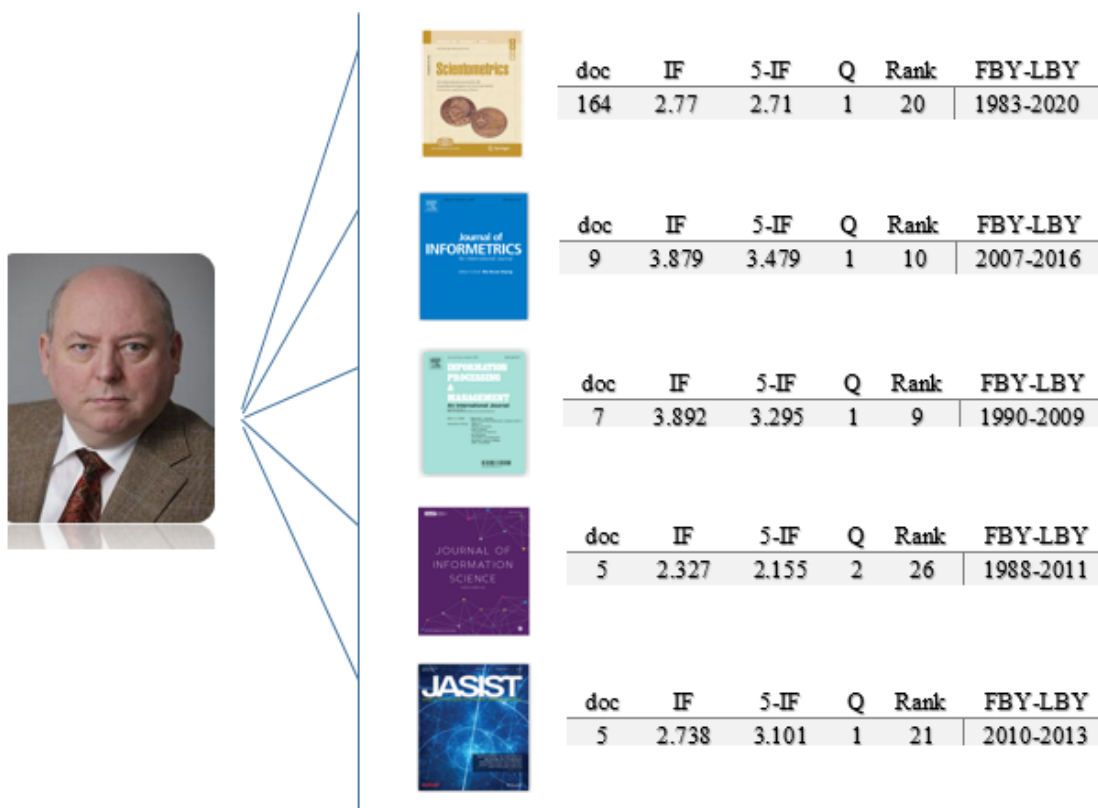 Scientometrics
doc IF 5-IF Q Rank FBY-LBY
164 2.77 2.71 1 20 1983-2020
Journal of
INFORMETRICS
doc IF 5-IF Q Rank FBY-LBY
9 3.879 3.479 1 10 2007-2016
INFORMATION
PROCESSING
&
MANAGEMENT
An International Journal
doc IF 5-IF Q Rank FBY-LBY
7 3.892 3.295 1 9 1990-2009
JOURNAL OF
INFORMATION
SCIENCE
doc IF 5-IF Q Rank FBY-LBY
5 2.327 2.155 2 26 1988-2011
JASIST
doc IF 5-IF Q Rank FBY-LBY
5 2.738 3.101 1 21 2010-2013